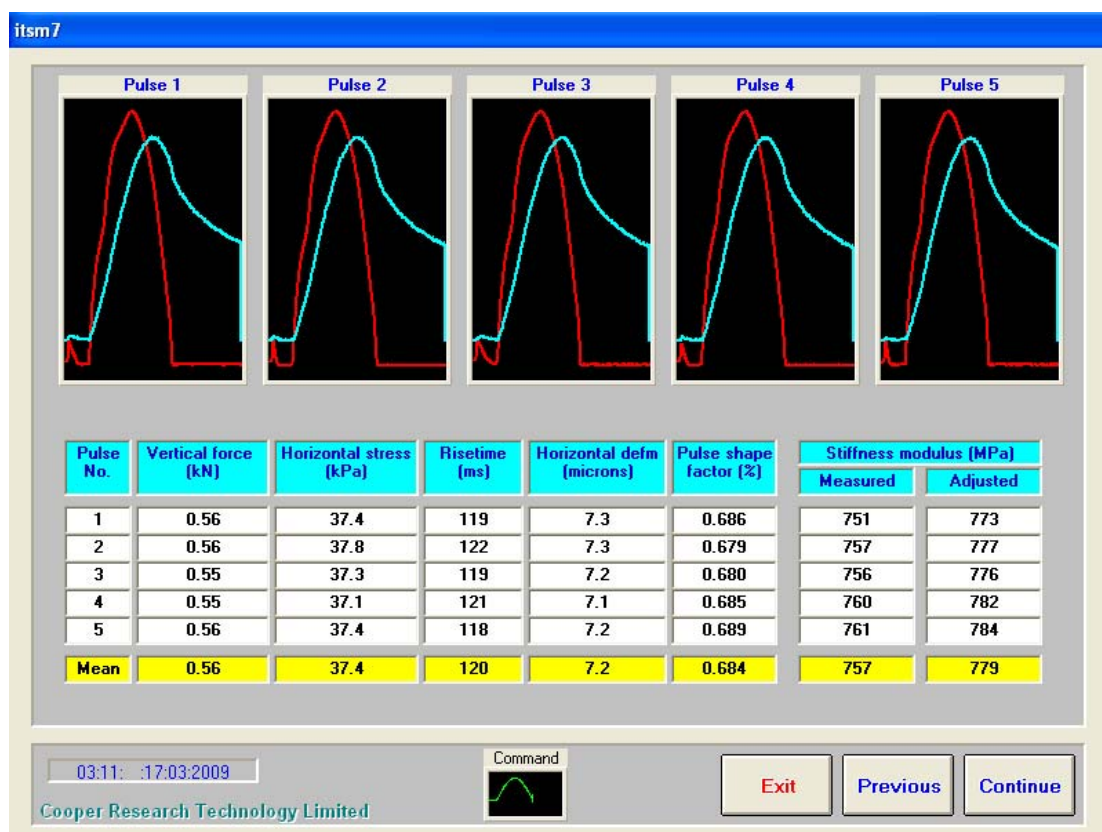 itsm7
Pulse 1 Pulse 2 Pulse 3 Pulse 4 Pulse 5
Pulse No. Vertical force (kN) Horizontal stress (kPa) Risetime (ms) Horizontal defm (microns) Pulse shape factor (%) Stiffness modulus (MPa)
Measured Adjusted
1 0.56 37.4 119 7.3 0.686 751 773
2 0.56 37.8 122 7.3 0.679 757 777
3 0.55 37.3 119 7.2 0.680 756 776
4 0.55 37.1 121 7.1 0.685 760 782
5 0.56 37.4 118 7.2 0.689 761 784
Mean 0.56 37.4 120 7.2 0.684 757 779
03:11: :17:03:2009
Cooper Research Technology Limited
Command
Exit Previous Continue